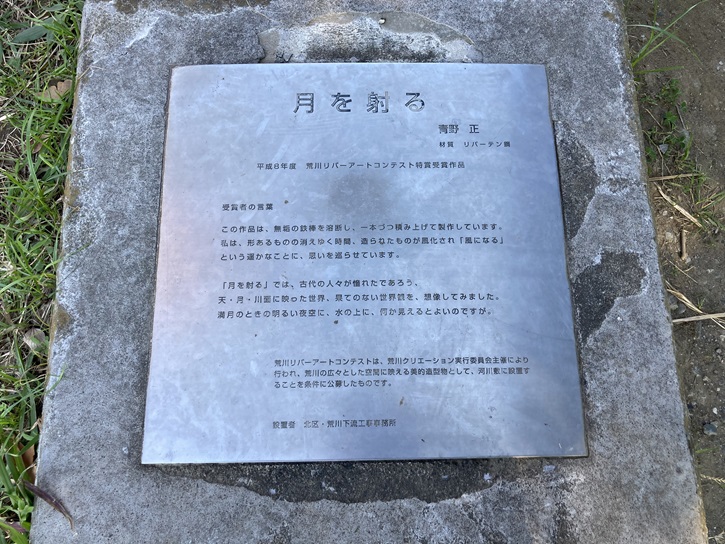 月を射る
青野 正
材質 リバーテン鋼
平成8年度 荒川リバーアートコンテスト特賞受賞作品
受賞者の言葉
この作品は、無垢の鉄棒を溶断し、一本づつ積み上げて製作しています。
私は、形あるものの消えゆく時間、造られたものが風化され「風になる」
という遥かなことに、思いを巡らせています。
「月を射る」では、古代の人々が憧れたであろう、
天・月・川面に映った世界、果てのない世界観を、想像してみました。
満月のときの明るい夜空に、水の上に、何か見えるとよいのですが。
荒川リバーアートコンテストは、荒川クリエーション実行委員会主催により
行われ、荒川の広々とした空間に映える美的造型物として、河川敷に設置す
ることを条件に公募したものです。
設置者 北区・荒川下流工事事務所